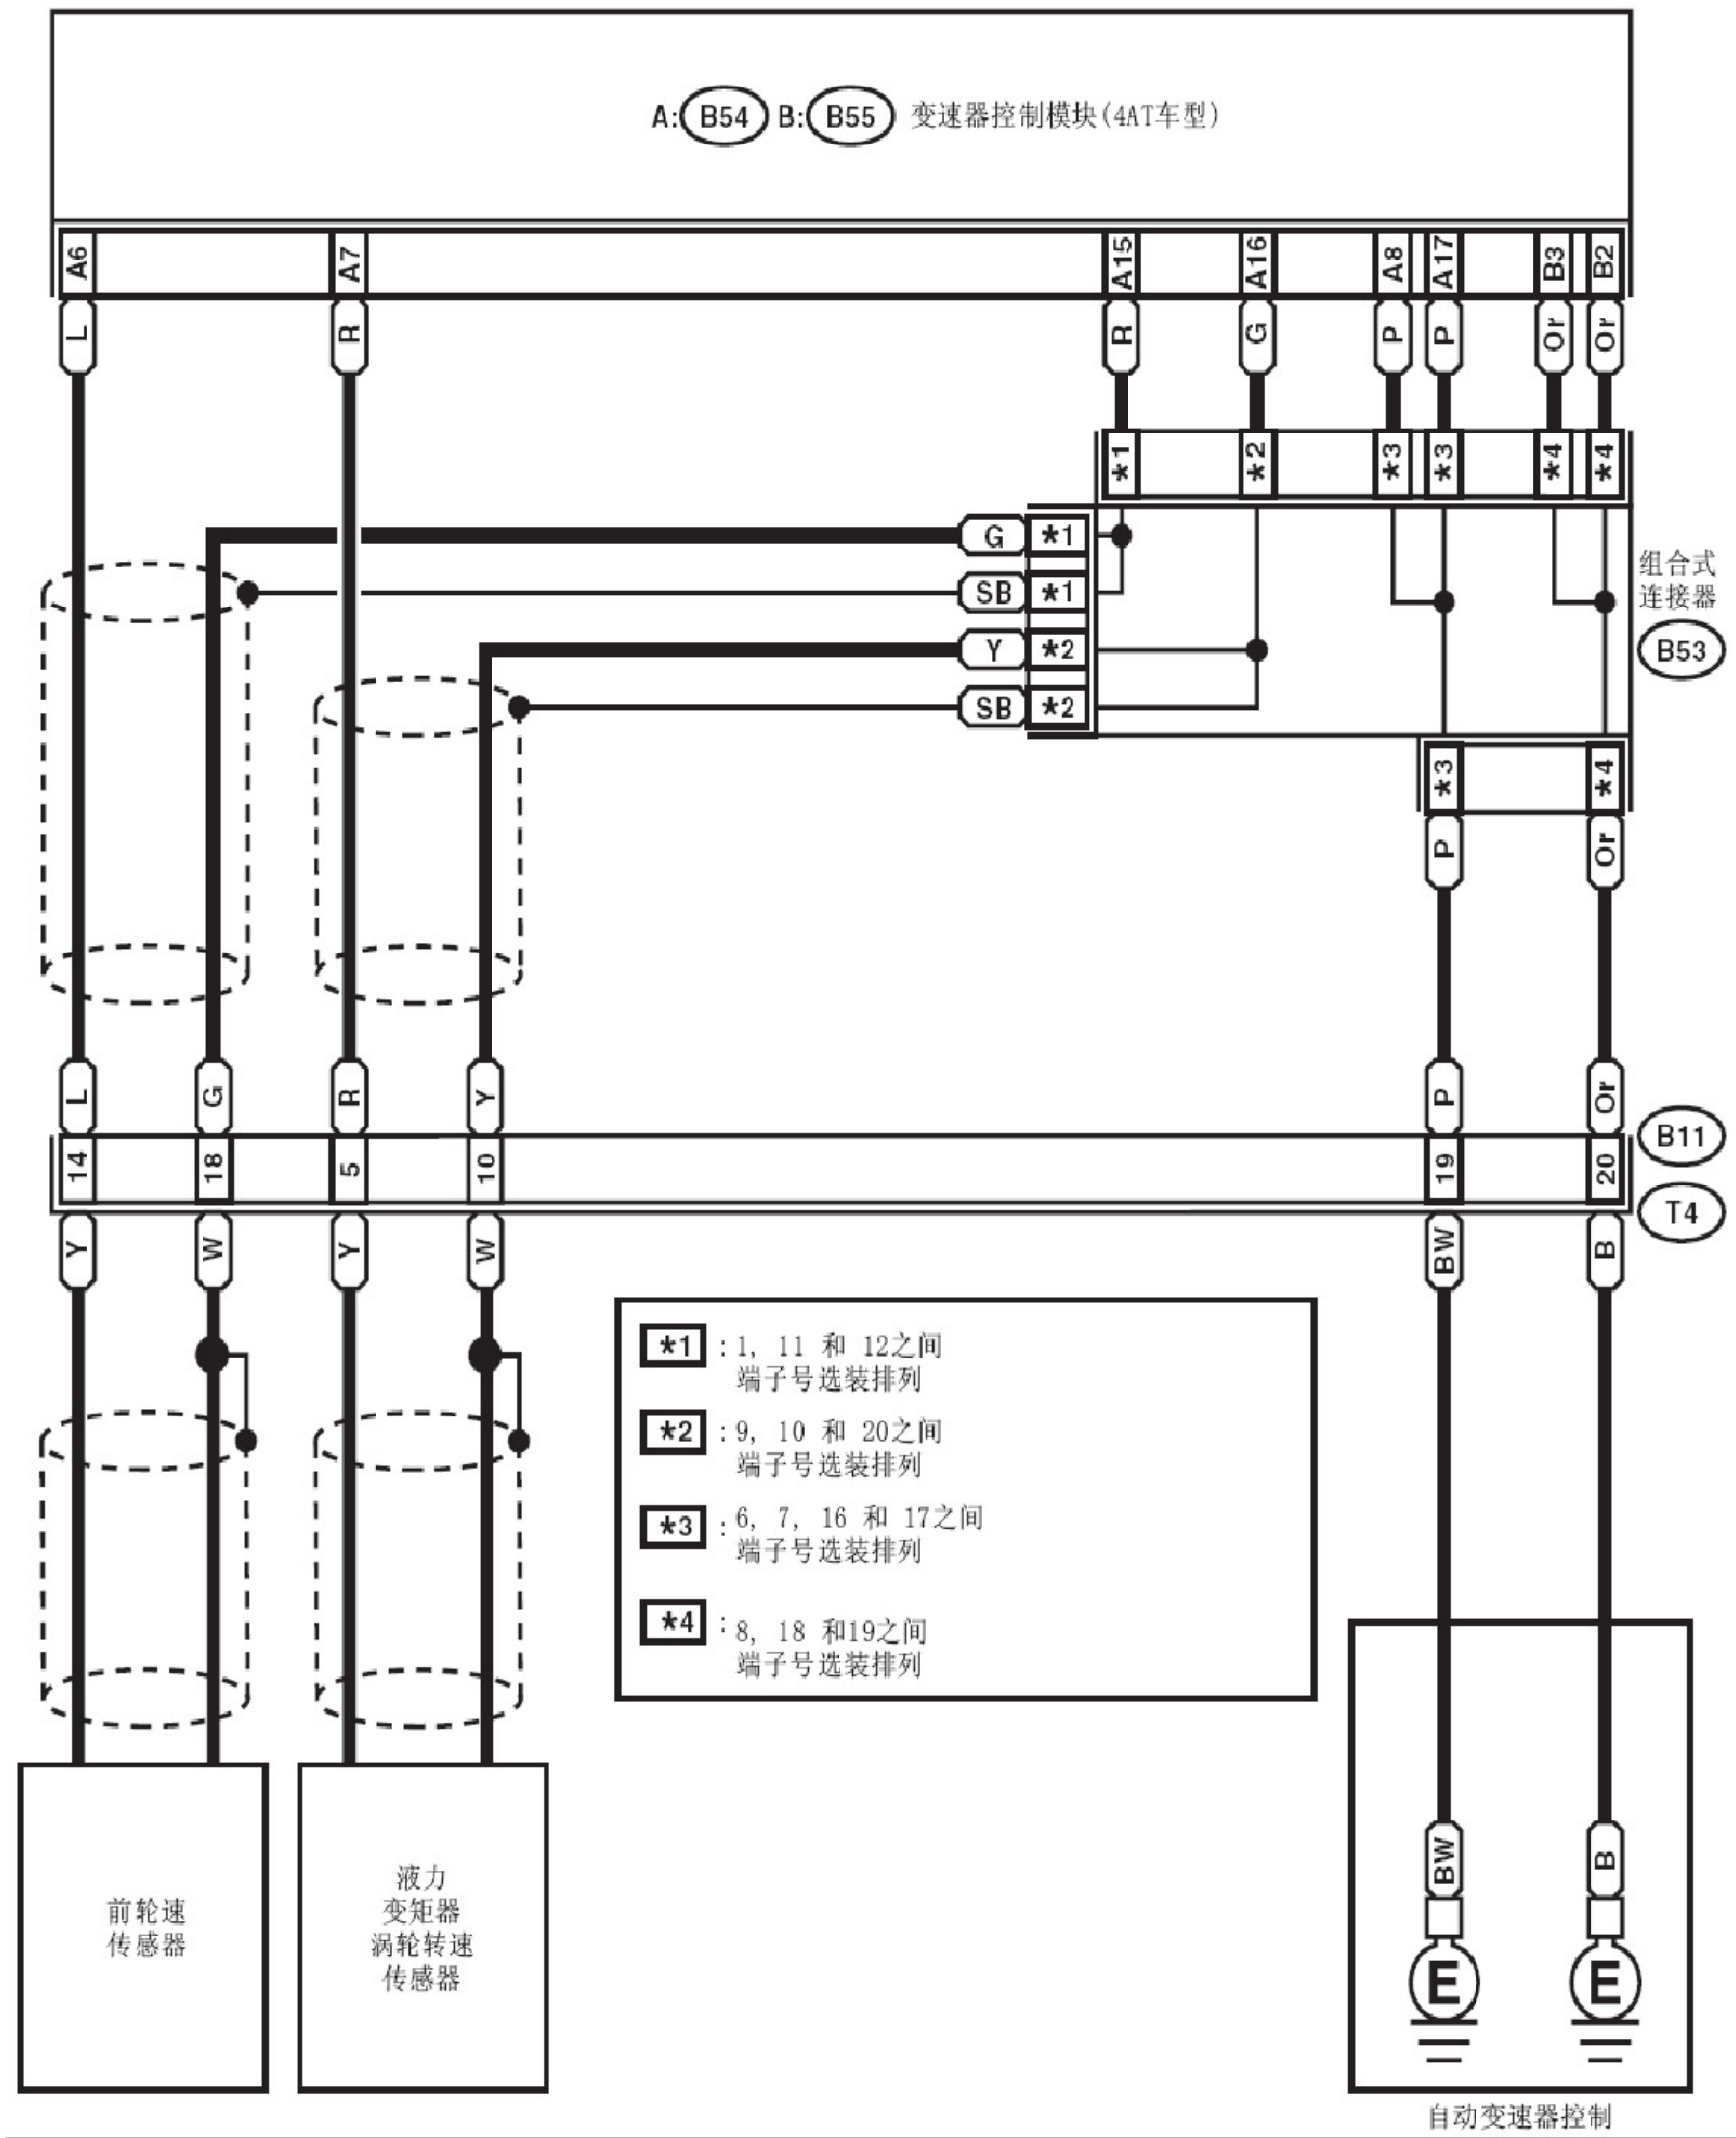 A: B54 B: B55 变速器控制模块(4AT车型)
A6 A7 A15 A16 A8 A17 B3 B2
L R R G P P Or Or
*1 *2 *3 *3 *4 *4
G *1
SB *1
Y *2
SB *2
组合式
连接器
B53
*3 *4
P Or
L G R Y P Or
B11
14 18 5 10 19 20
T4
Y W Y W BW B
*1 :1, 11 和 12之间
端子号选装排列
*2 :9, 10 和 20之间
端子号选装排列
*3 :6, 7, 16 和 17之间
端子号选装排列
*4 :8, 18 和19之间
端子号选装排列
BW B
前轮速
传感器
液力
变矩器
涡轮转速
传感器
E E
自动变速器控制